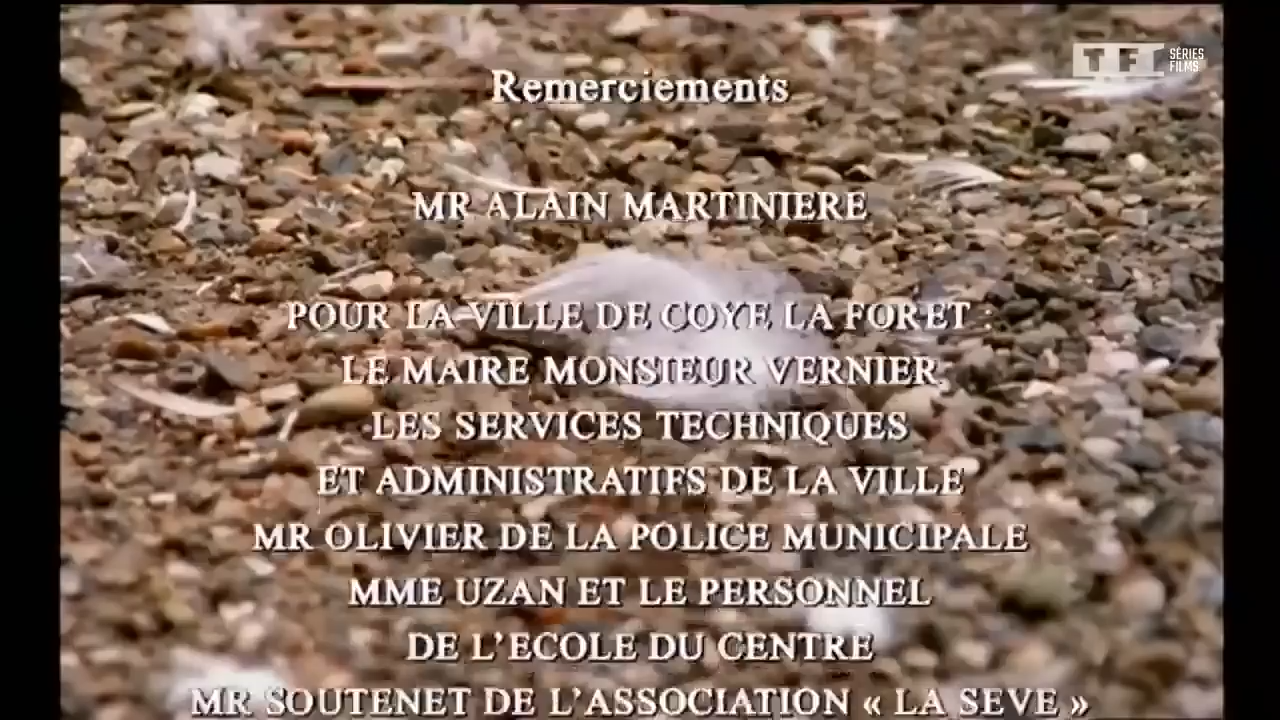 TF1 SÉRIES
FILMS
Remerciements
MR ALAIN MARTINIERE
POUR LA VILLE DE COYE LA FORET :
LE MAIRE MONSIEUR VERNIER
LES SERVICES TECHNIQUES
ET ADMINISTRATIFS DE LA VILLE
MR OLIVIER DE LA POLICE MUNICIPALE
MME UZAN ET LE PERSONNEL
DE L'ECOLE DU CENTRE
MR SOUTENET DE L'ASSOCIATION « LA SEVE »